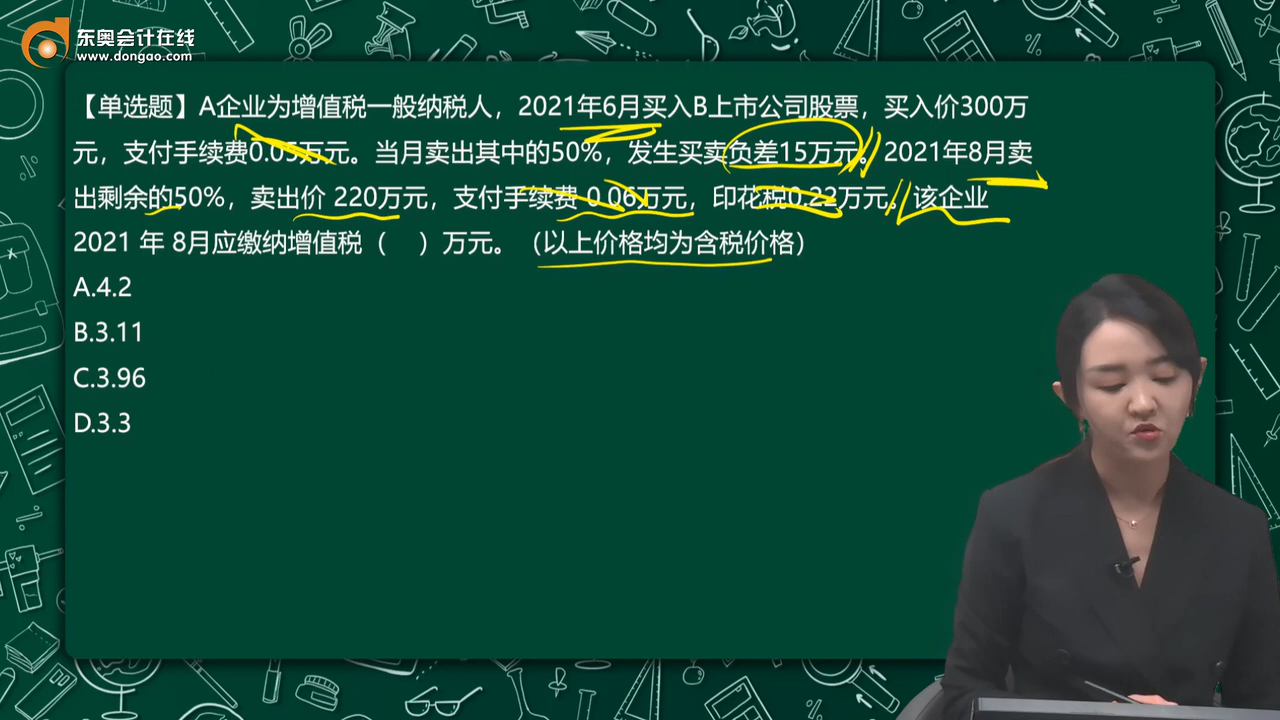 东奥会计在线
www.dongao.com
【单选题】A企业为增值税一般纳税人，2021年6月买入B上市公司股票，买入价300万
元，支付手续费0.05万元。当月卖出其中的50%，发生买卖负差15万元。2021年8月卖
出剩余的50%，卖出价 220万元，支付手续费 0.06万元，印花税0.22万元。该企业
2021 年 8月应缴纳增值税（ ）万元。（以上价格均为含税价格）
A.4.2
B.3.11
C.3.96
D.3.3